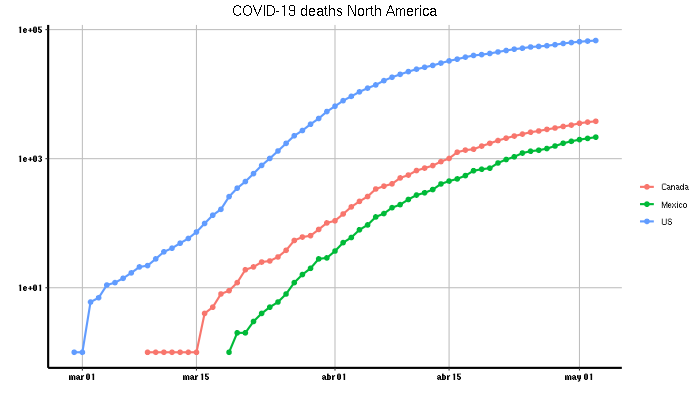 COVID-19 deaths North America
1e+05
1e+03
1e+01
mar 01
mar 15
abr 01
abr 15
may 01
Canada
Mexico
US